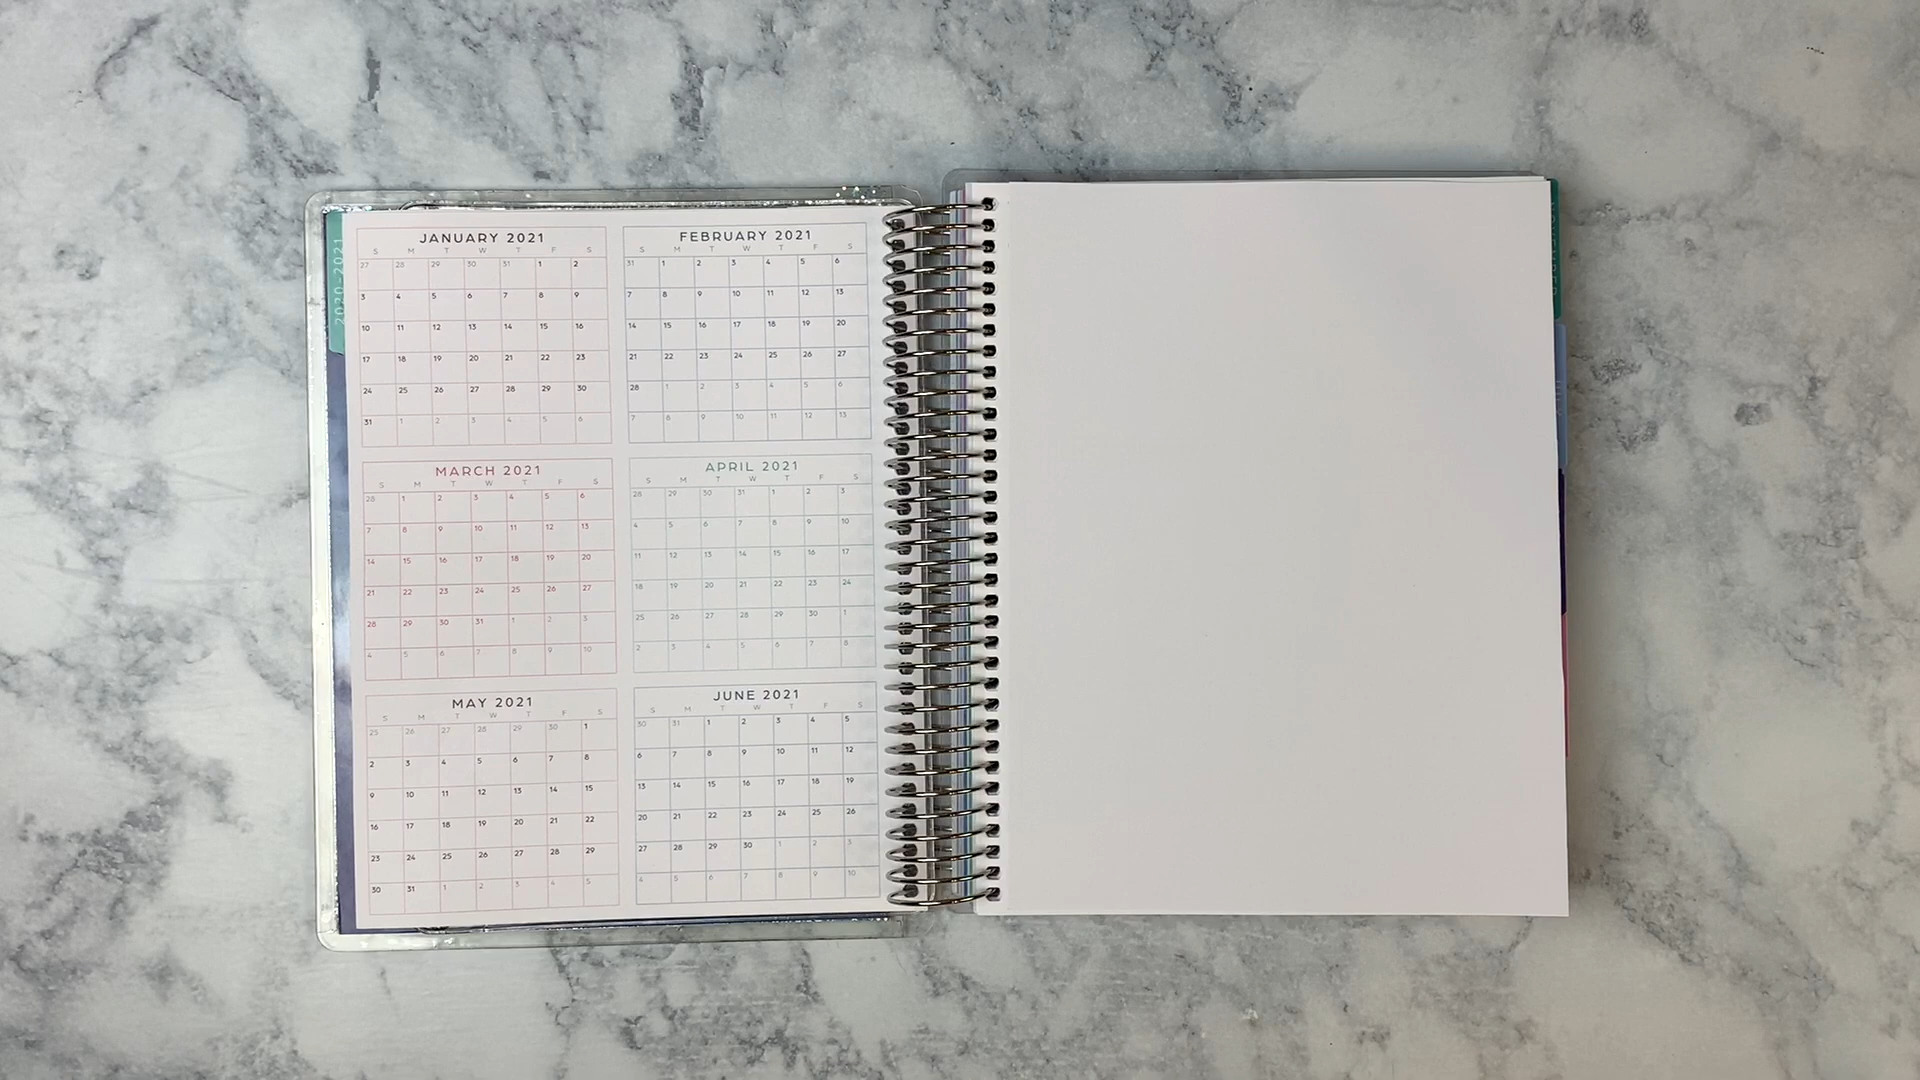 2020-2021
JANUARY 2021
S M T W T F S
27 28 29 30 31 1 2
3 4 5 6 7 8 9
10 11 12 13 14 15 16
17 18 19 20 21 22 23
24 25 26 27 28 29 30
31 1 2 3 4 5 6
FEBRUARY 2021
S M T W T F S
31 1 2 3 4 5 6
7 8 9 10 11 12 13
14 15 16 17 18 19 20
21 22 23 24 25 26 27
28 1 2 3 4 5 6
7 8 9 10 11 12 13
MARCH 2021
S M T W T F S
28 1 2 3 4 5 6
7 8 9 10 11 12 13
14 15 16 17 18 19 20
21 22 23 24 25 26 27
28 29 30 31 1 2 3
4 5 6 7 8 9 10
APRIL 2021
S M T W T F S
28 29 30 31 1 2 3
4 5 6 7 8 9 10
11 12 13 14 15 16 17
18 19 20 21 22 23 24
25 26 27 28 29 30 1
2 3 4 5 6 7 8
MAY 2021
S M T W T F S
25 26 27 28 29 30 1
2 3 4 5 6 7 8
9 10 11 12 13 14 15
16 17 18 19 20 21 22
23 24 25 26 27 28 29
30 31 1 2 3 4 5
JUNE 2021
S M T W T F S
30 31 1 2 3 4 5
6 7 8 9 10 11 12
13 14 15 16 17 18 19
20 21 22 23 24 25 26
27 28 29 30 1 2 3
4 5 6 7 8 9 10